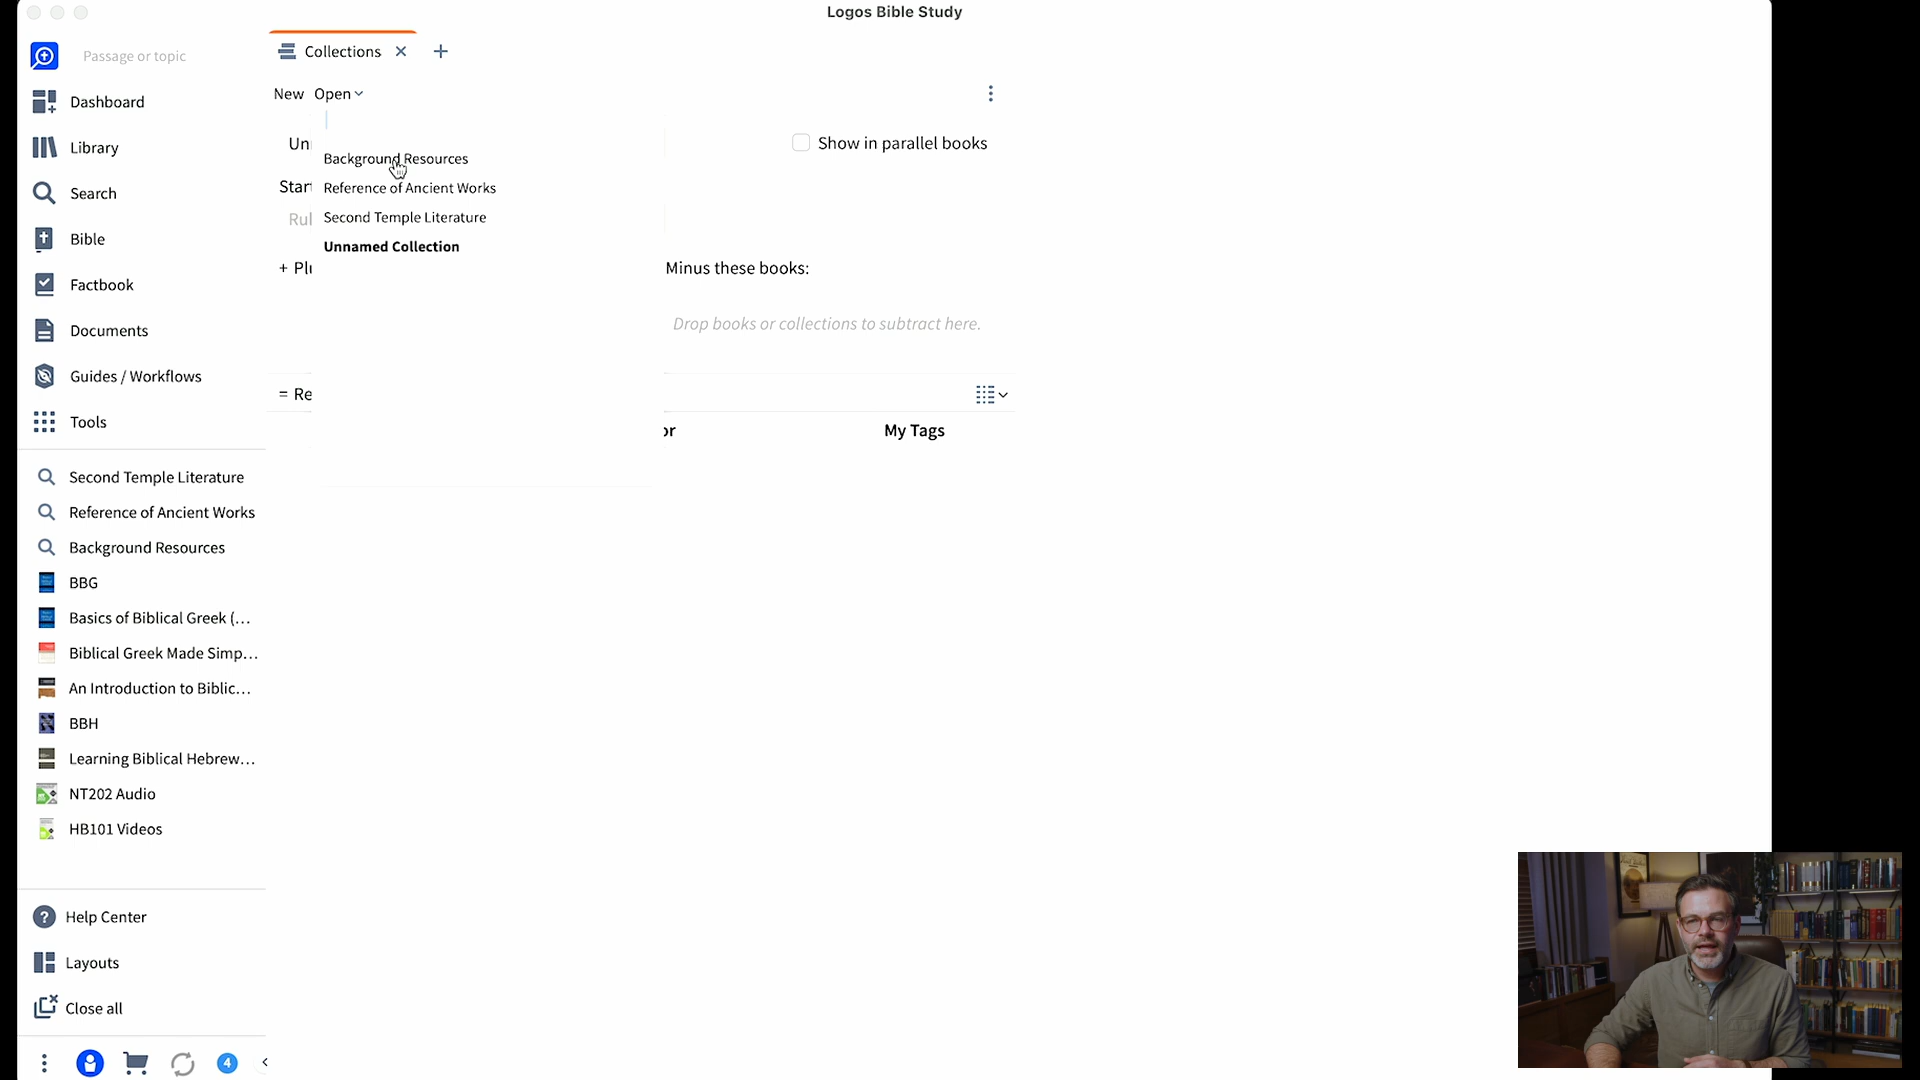 Logos Bible Study
Passage or topic
Dashboard
Library
Search
Bible
Factbook
Documents
Guides / Workflows
Tools
Second Temple Literature
Reference of Ancient Works
Background Resources
BBG
Basics of Biblical Greek (…
Biblical Greek Made Simp…
An Introduction to Biblic…
BBH
Learning Biblical Hebrew…
NT202 Audio
HB101 Videos
Help Center
Layouts
Close all
4
Collections
New Open
Un
Show in parallel books
Background Resources
Star
Reference of Ancient Works
Rul
Second Temple Literature
Unnamed Collection
+ Plu
Minus these books:
Drop books or collections to subtract here.
= Re
or
My Tags